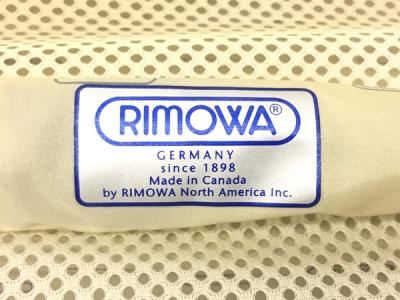 RIMOWA®
GERMANY
since 1898
Made in Canada
by RIMOWA North America Inc.